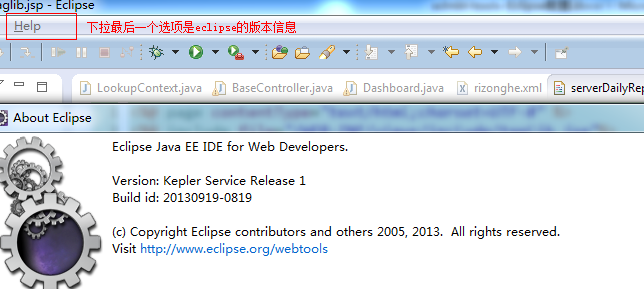 nglib.jsp - Eclipse
Help
下拉最后一个选项是eclipse的版本信息
LookupContext.java
BaseController.java
Dashboard.java
rizonghe.xml
serverDailyRep
About Eclipse
Eclipse Java EE IDE for Web Developers.
Version: Kepler Service Release 1
Build id: 20130919-0819
(c) Copyright Eclipse contributors and others 2005, 2013.  All rights reserved.
Visit http://www.eclipse.org/webtools